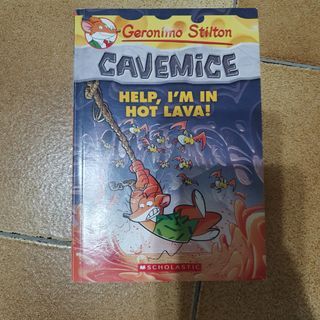 Geronimo Stilton
CAVEMICE
HELP, I'M IN
HOT LAVA!
SCHOLASTIC